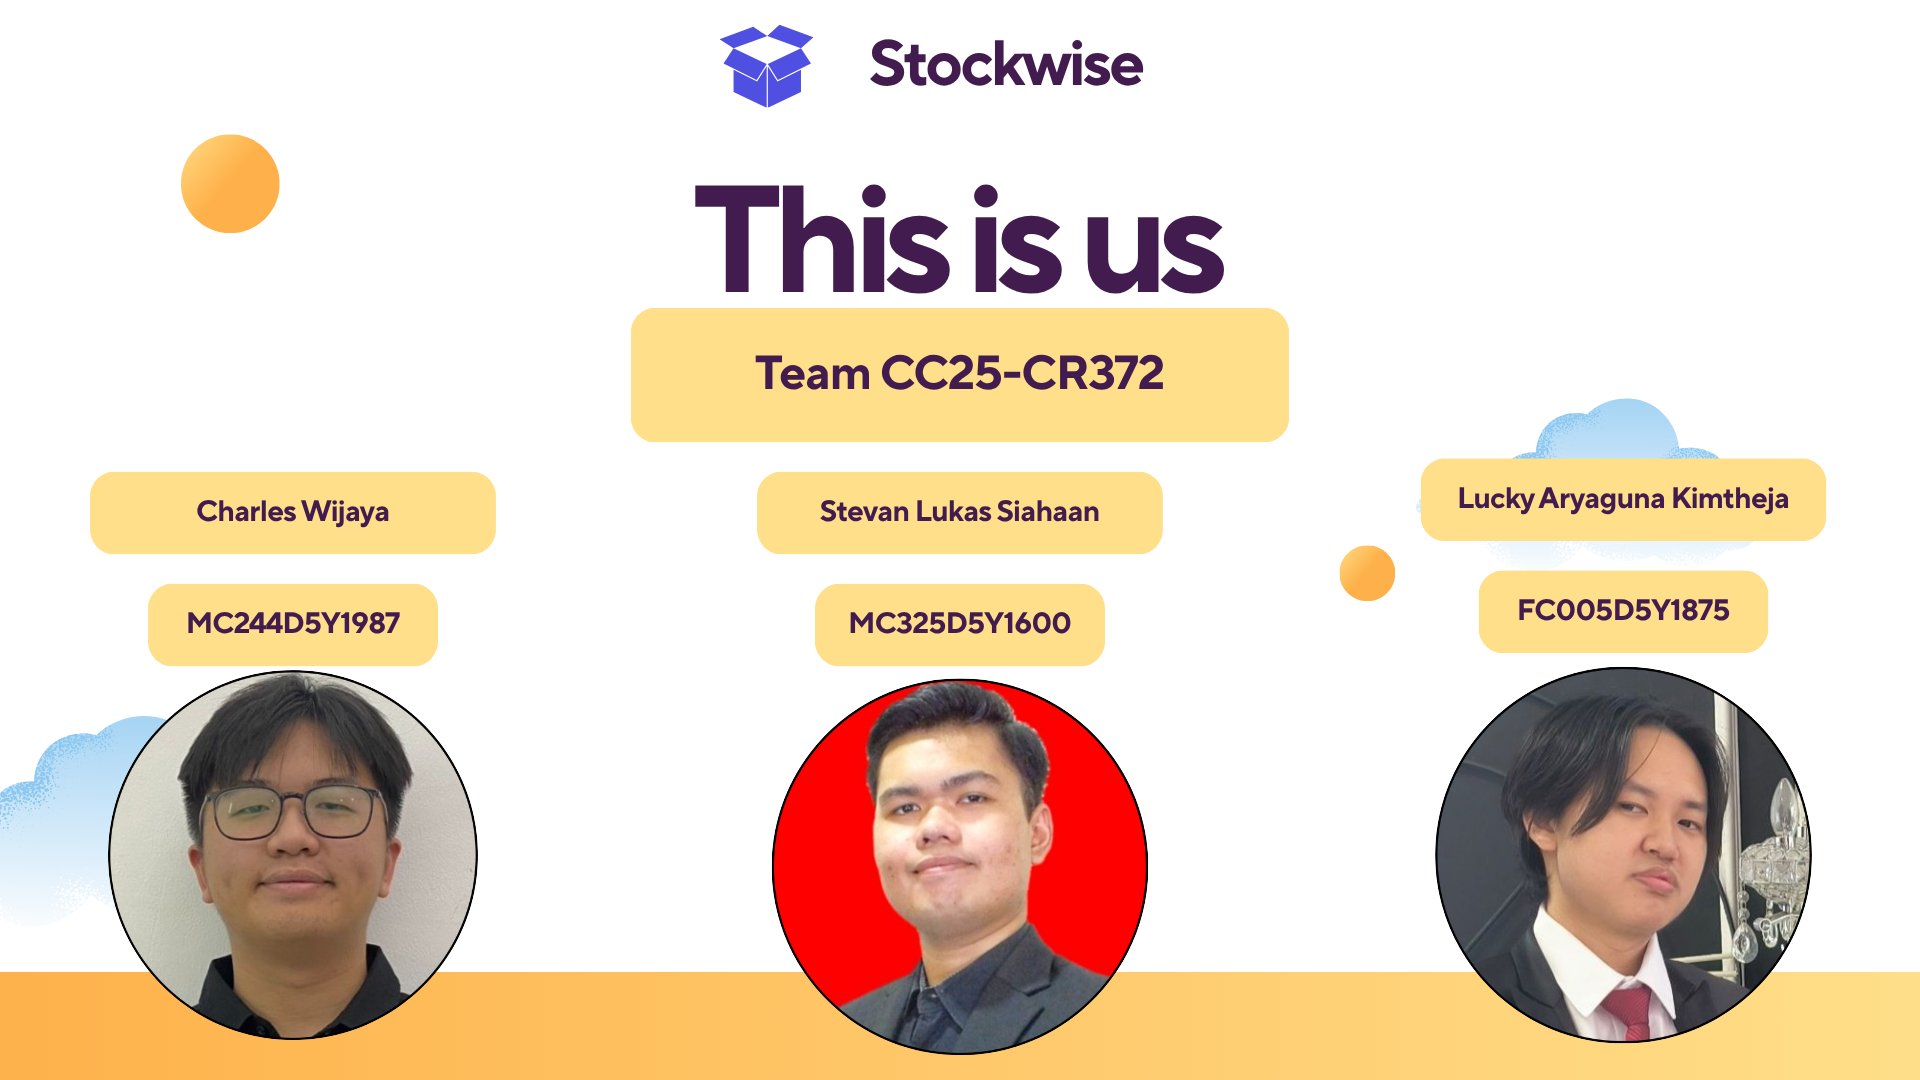 Stockwise
This is us
Team CC25-CR372
Charles Wijaya
MC244D5Y1987
Stevan Lukas Siahaan
MC325D5Y1600
Lucky Aryaguna Kimtheja
FC005D5Y1875